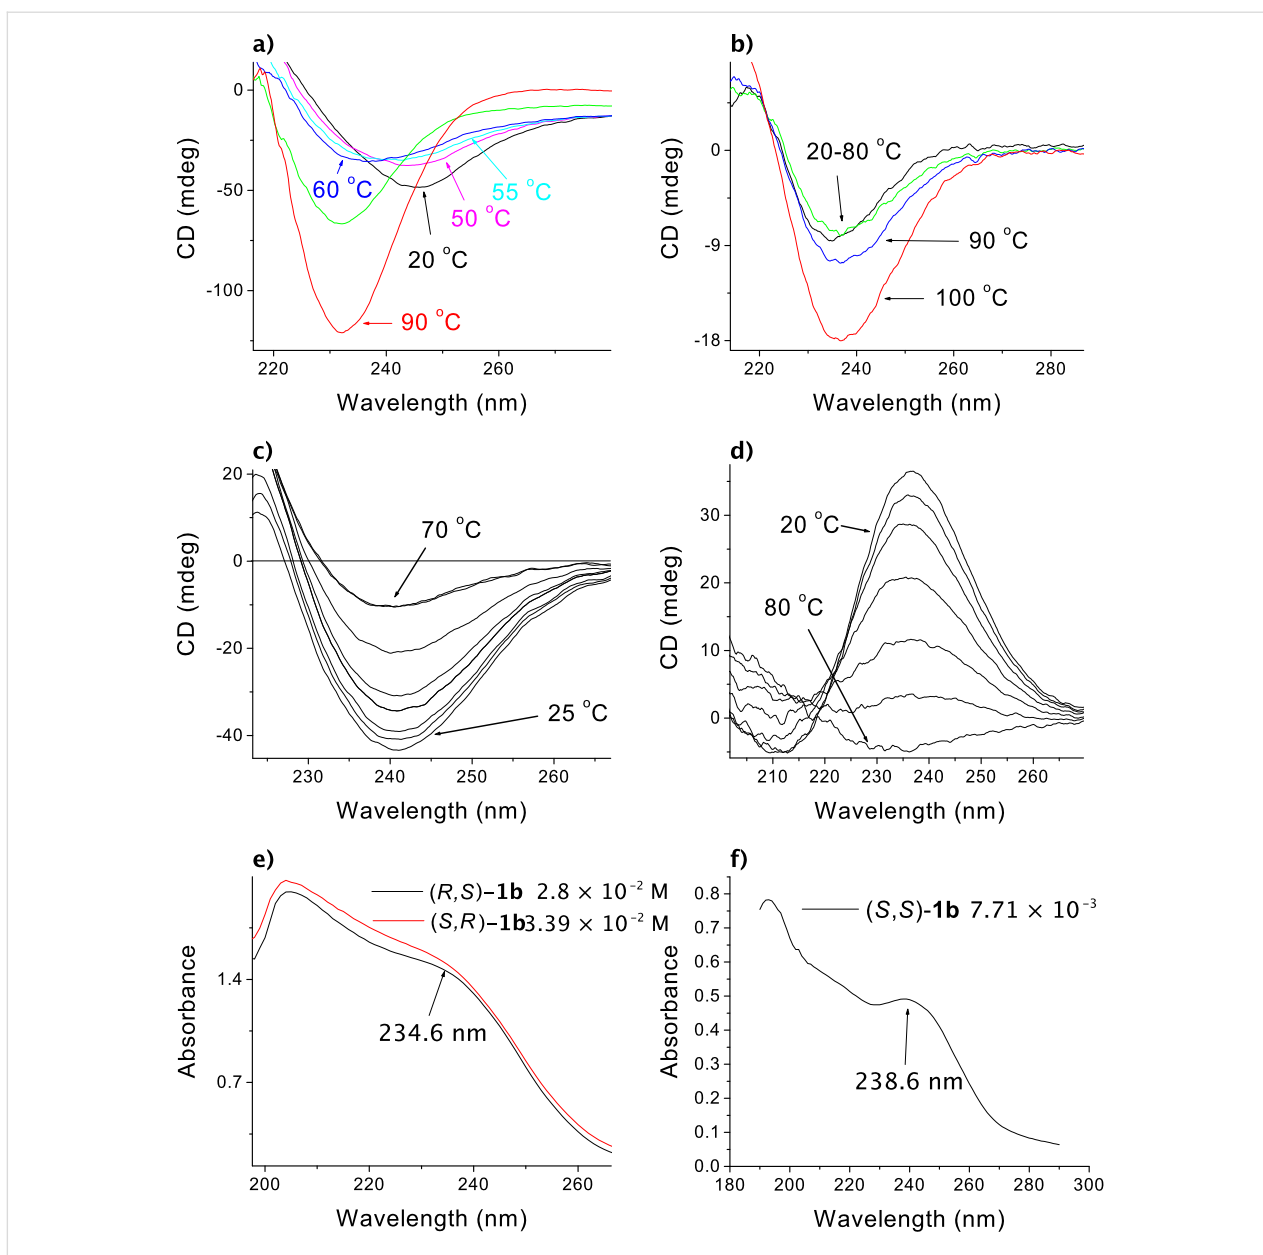 a)
0
-50
-100
220
240
260
CD (mdeg)
Wavelength (nm)
60 °C
55 °C
50 °C
20 °C
90 °C
b)
0
-9
-18
220
240
260
280
CD (mdeg)
Wavelength (nm)
20-80 °C
90 °C
100 °C
c)
20
0
-20
-40
230
240
250
260
CD (mdeg)
Wavelength (nm)
70 °C
25 °C
d)
30
20
10
0
210
220
230
240
250
260
CD (mdeg)
Wavelength (nm)
20 °C
80 °C
e)
(R,S)-1b 2.8 × 10⁻² M
(S,R)-1b3.39 × 10⁻² M
1.4
0.7
200
220
240
260
Absorbance
Wavelength (nm)
234.6 nm
f)
(S,S)-1b 7.71 × 10⁻³
0.8
0.7
0.6
0.5
0.4
0.3
0.2
0.1
0.0
180
200
220
240
260
280
300
Absorbance
Wavelength (nm)
238.6 nm